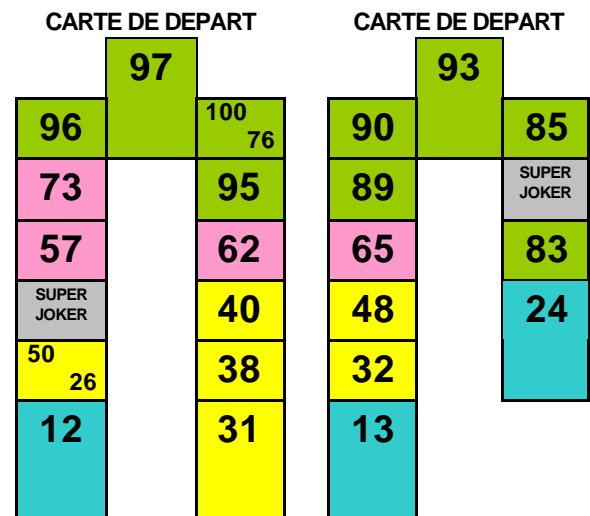 CARTE DE DEPART CARTE DE DEPART
97 93
96 100 76 90 85
73 95 89 SUPER JOKER
57 62 65 83
SUPER JOKER 40 48 24
50 26 38 32
12 31 13